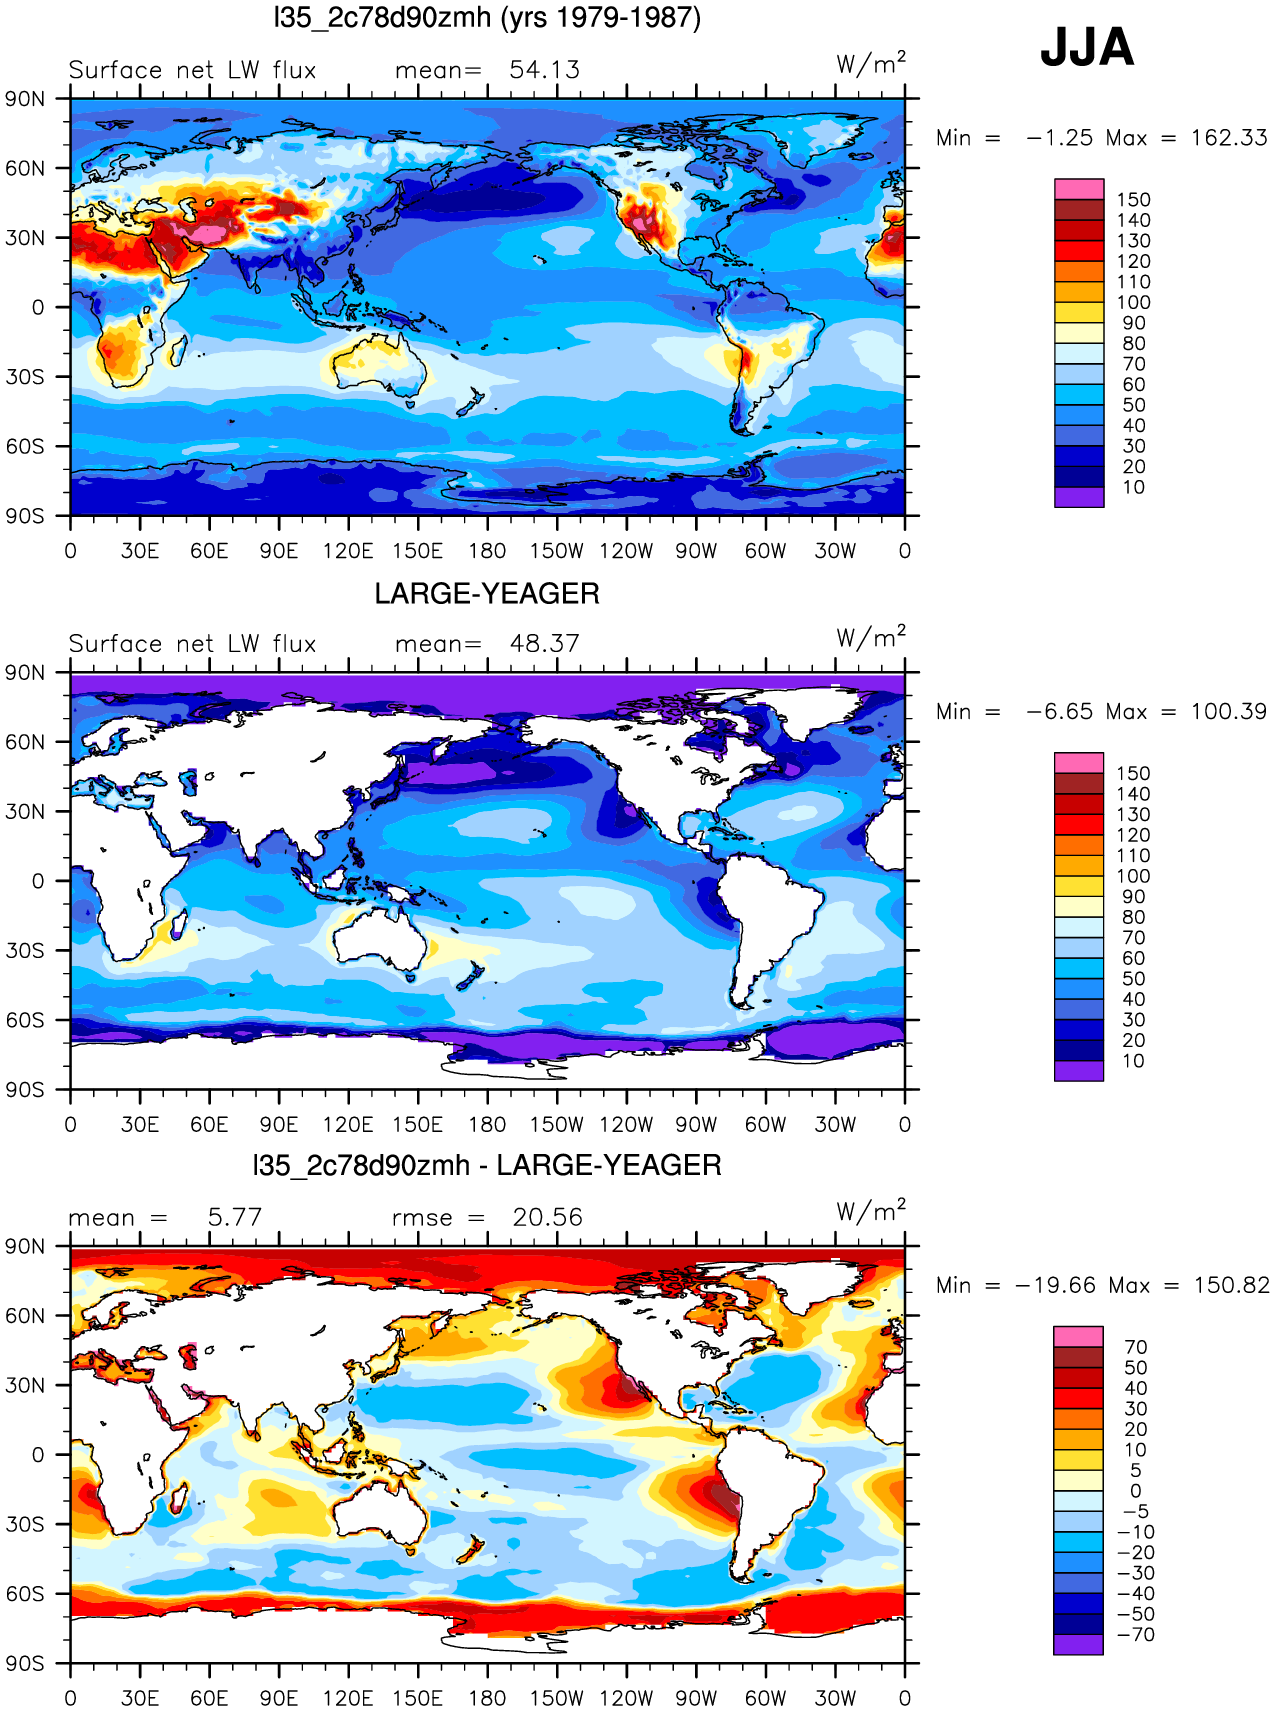 l35_2c78d90zmh (yrs 1979-1987)
JJA
Surface net LW flux mean= 54.13 W/m²
Min = −1.25 Max = 162.33
90N
60N
30N
0
30S
60S
90S
0 30E 60E 90E 120E 150E 180 150W 120W 90W 60W 30W 0
150
140
130
120
110
100
90
80
70
60
50
40
30
20
10
LARGE-YEAGER
Surface net LW flux mean= 48.37 W/m²
Min = −6.65 Max = 100.39
90N
60N
30N
0
30S
60S
90S
0 30E 60E 90E 120E 150E 180 150W 120W 90W 60W 30W 0
150
140
130
120
110
100
90
80
70
60
50
40
30
20
10
l35_2c78d90zmh - LARGE-YEAGER
mean = 5.77 rmse = 20.56 W/m²
Min = −19.66 Max = 150.82
90N
60N
30N
0
30S
60S
90S
0 30E 60E 90E 120E 150E 180 150W 120W 90W 60W 30W 0
70
50
40
30
20
10
5
0
−5
−10
−20
−30
−40
−50
−70